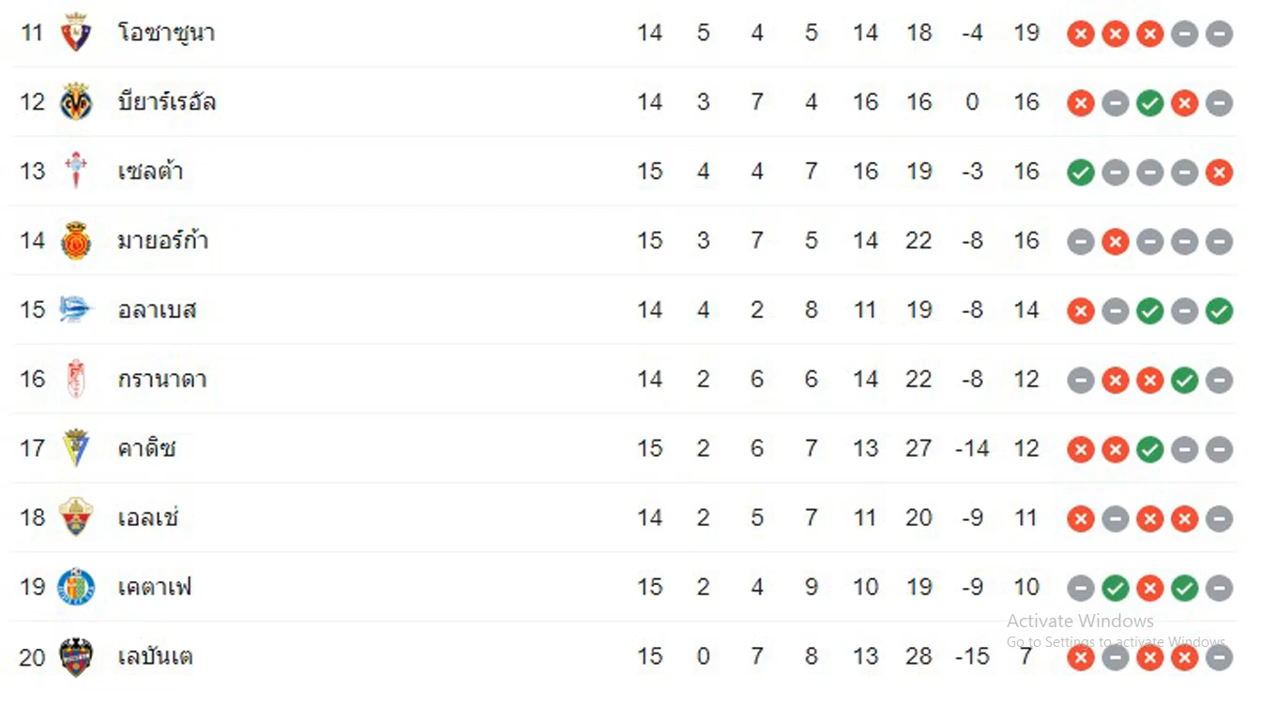 11 โอซาซูนา 14 5 4 5 14 18 -4 19
12 บียาร์เรอัล 14 3 7 4 16 16 0 16
13 เซลต้า 15 4 4 7 16 19 -3 16
14 มายอร์ก้า 15 3 7 5 14 22 -8 16
15 อลาเบส 14 4 2 8 11 19 -8 14
16 กรานาดา 14 2 6 6 14 22 -8 12
17 คาดิซ 15 2 6 7 13 27 -14 12
18 เอลเช่ 14 2 5 7 11 20 -9 11
19 เคตาเฟ 15 2 4 9 10 19 -9 10
Activate Windows
Go to Settings to activate Windows.
20 เลบันเต 15 0 7 8 13 28 -15 7